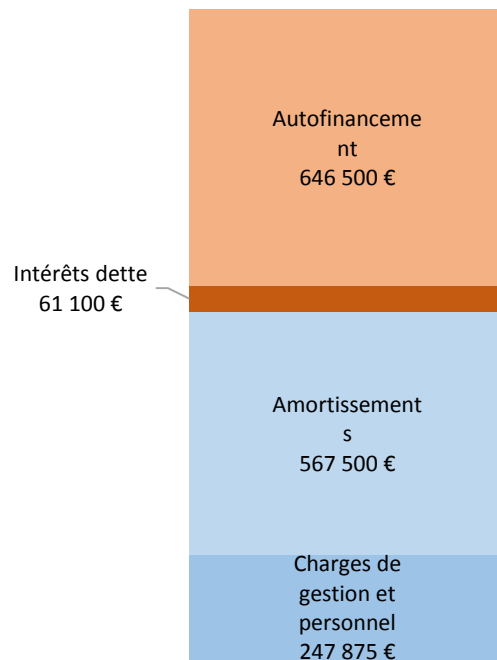 Autofinanceme
nt
646 500 €
Intérêts dette
61 100 €
Amortissement
s
567 500 €
Charges de
gestion et
personnel
247 875 €